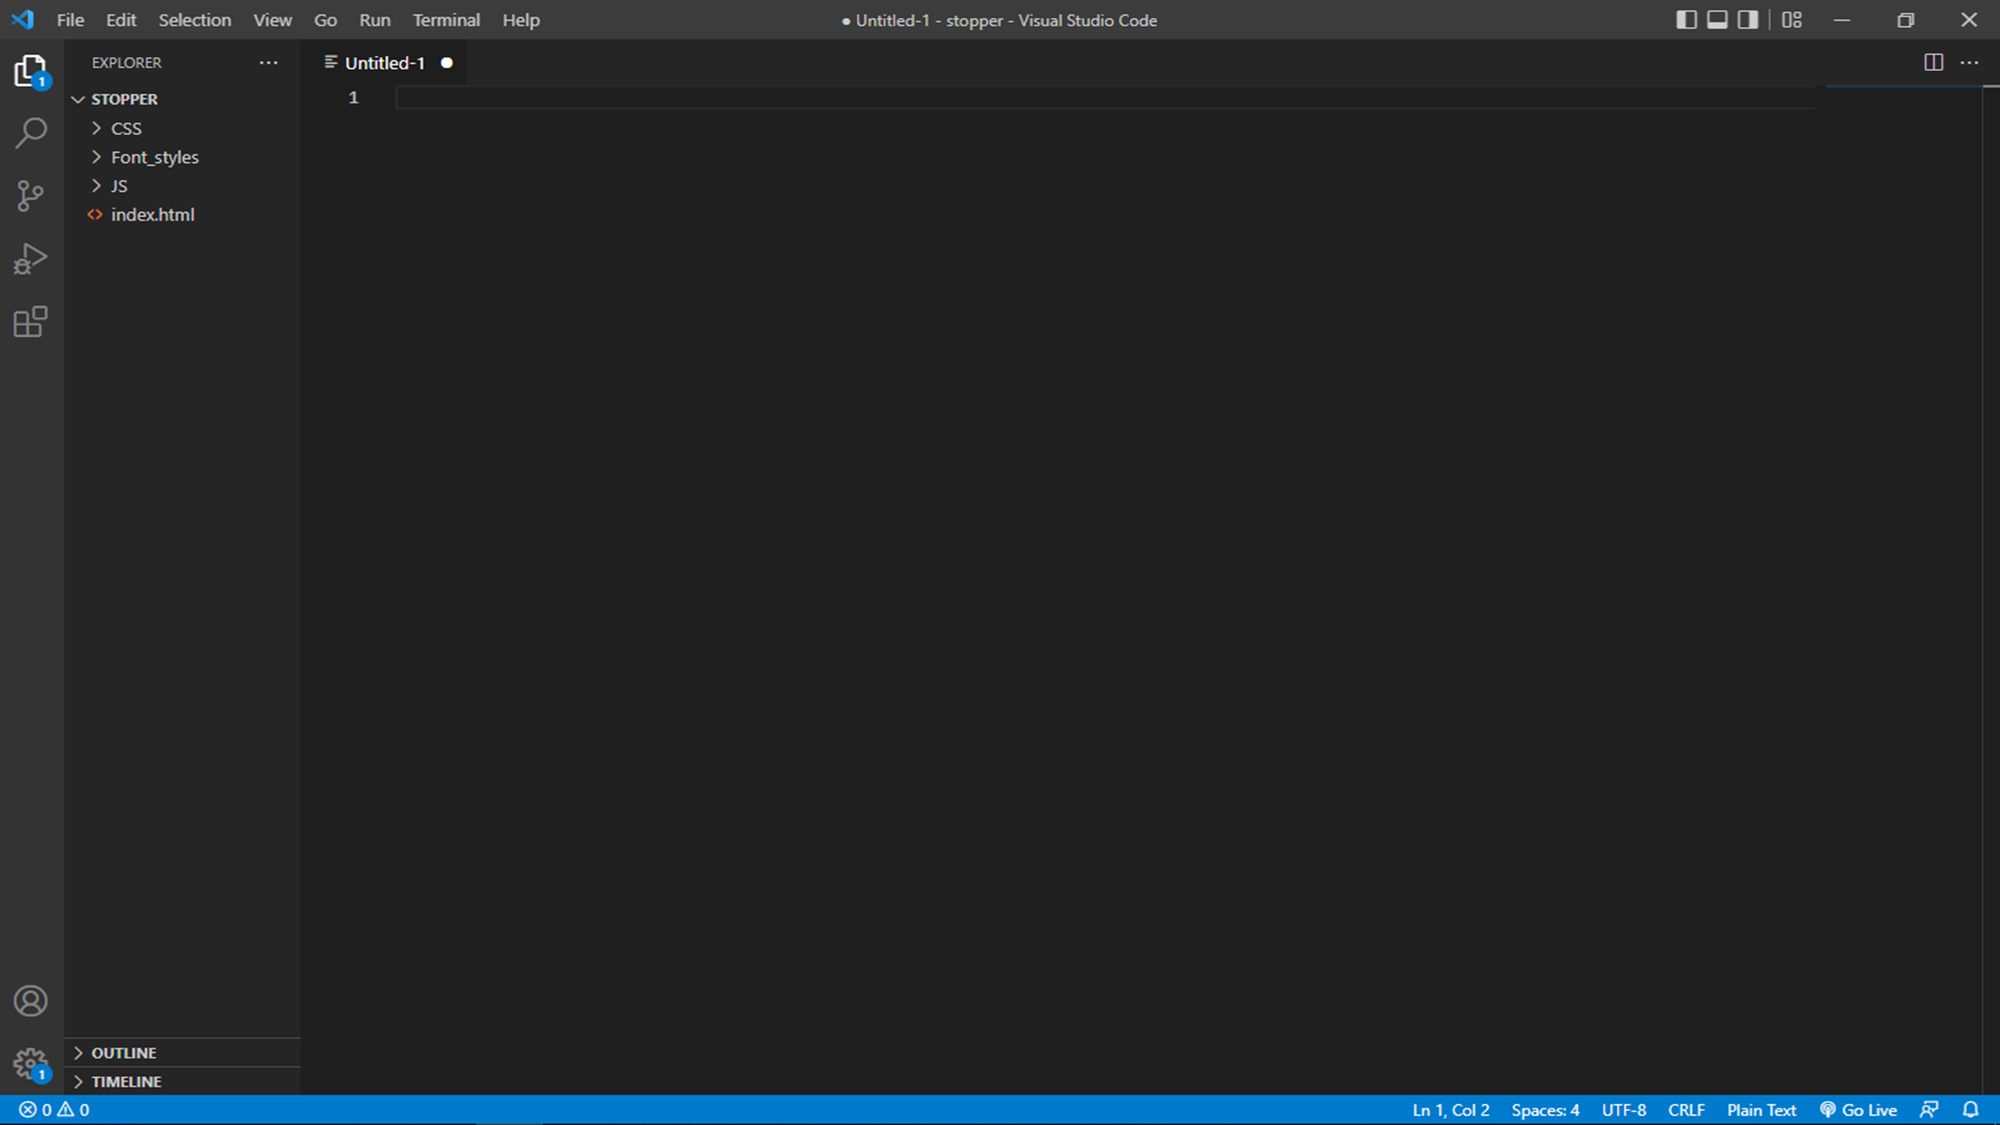 File Edit Selection View Go Run Terminal Help
● Untitled-1 - stopper - Visual Studio Code
EXPLORER
Untitled-1
1
1
STOPPER
CSS
Font_styles
JS
index.html
OUTLINE
1
TIMELINE
0 0
Ln 1, Col 2 Spaces: 4 UTF-8 CRLF Plain Text Go Live